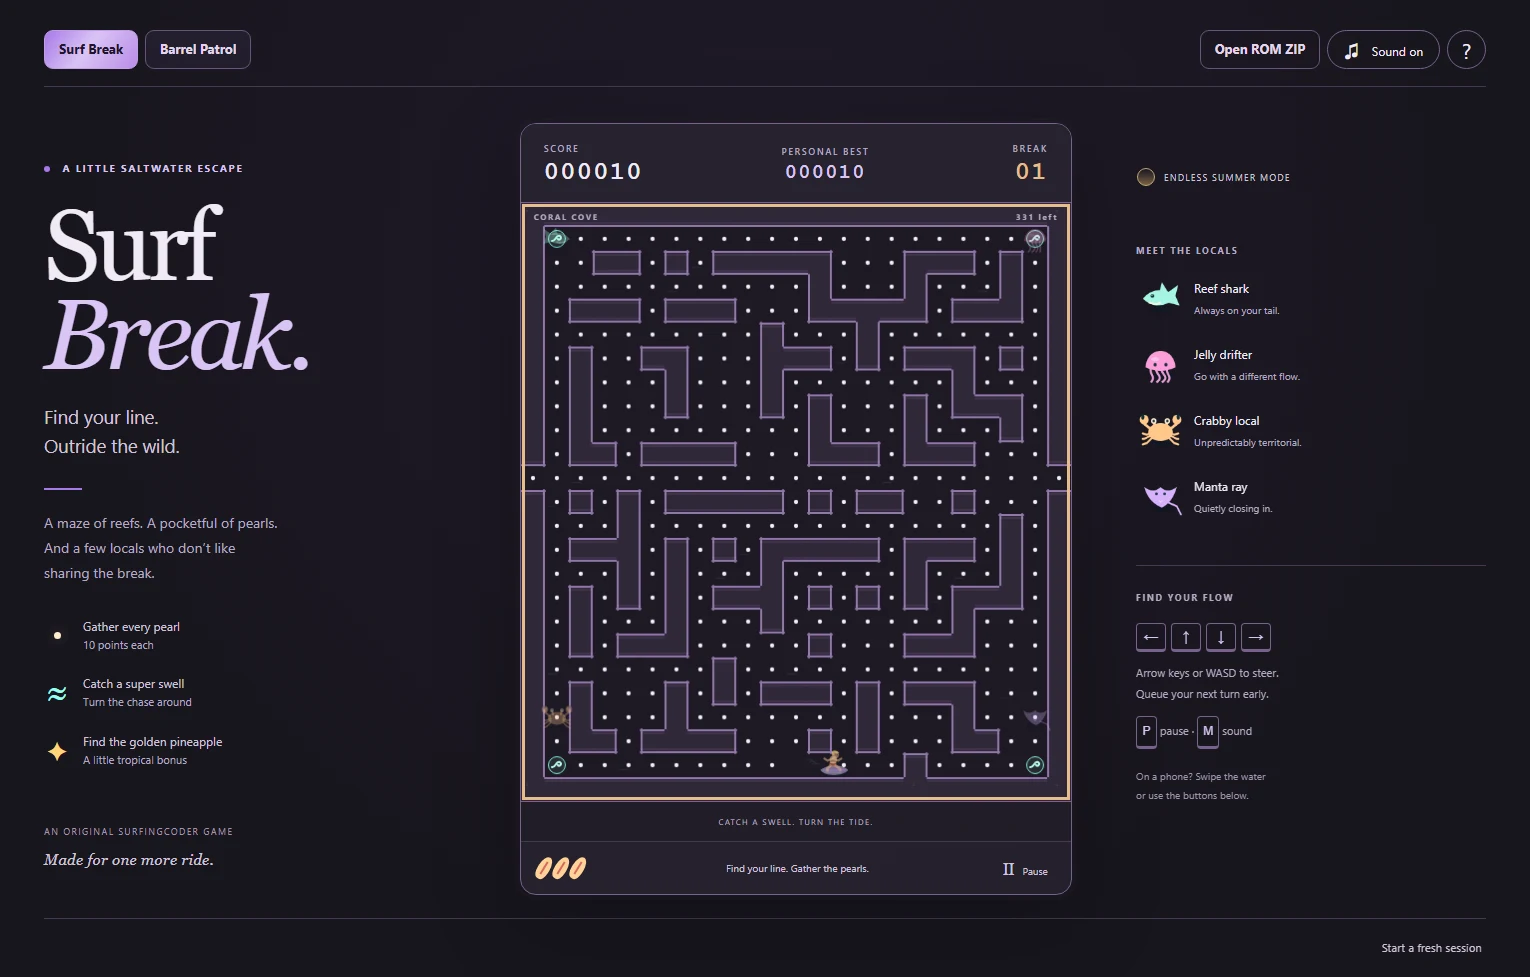 Surf Break
Barrel Patrol
Open ROM ZIP
Sound on
?
A LITTLE SALTWATER ESCAPE
Surf
Break.
Find your line.
Outride the wild.
A maze of reefs. A pocketful of pearls.
And a few locals who don’t like
sharing the break.
Gather every pearl
10 points each
Catch a super swell
Turn the chase around
Find the golden pineapple
A little tropical bonus
AN ORIGINAL SURFINGCODER GAME
Made for one more ride.
SCORE
000010
PERSONAL BEST
000010
BREAK
01
CORAL COVE
331 left
CATCH A SWELL. TURN THE TIDE.
Find your line. Gather the pearls.
Pause
ENDLESS SUMMER MODE
MEET THE LOCALS
Reef shark
Always on your tail.
Jelly drifter
Go with a different flow.
Crabby local
Unpredictably territorial.
Manta ray
Quietly closing in.
FIND YOUR FLOW
← ↑ ↓ →
Arrow keys or WASD to steer.
Queue your next turn early.
P pause · M sound
On a phone? Swipe the water
or use the buttons below.
Start a fresh session